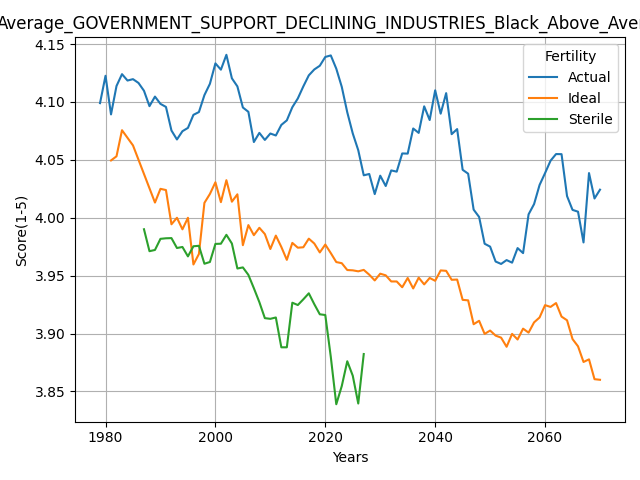 Average_GOVERNMENT_SUPPORT_DECLINING_INDUSTRIES_Black_Above_Aver
4.15
4.10
4.05
4.00
3.95
3.90
3.85
Score(1-5)
Fertility
Actual
Ideal
Sterile
1980
2000
2020
2040
2060
Years